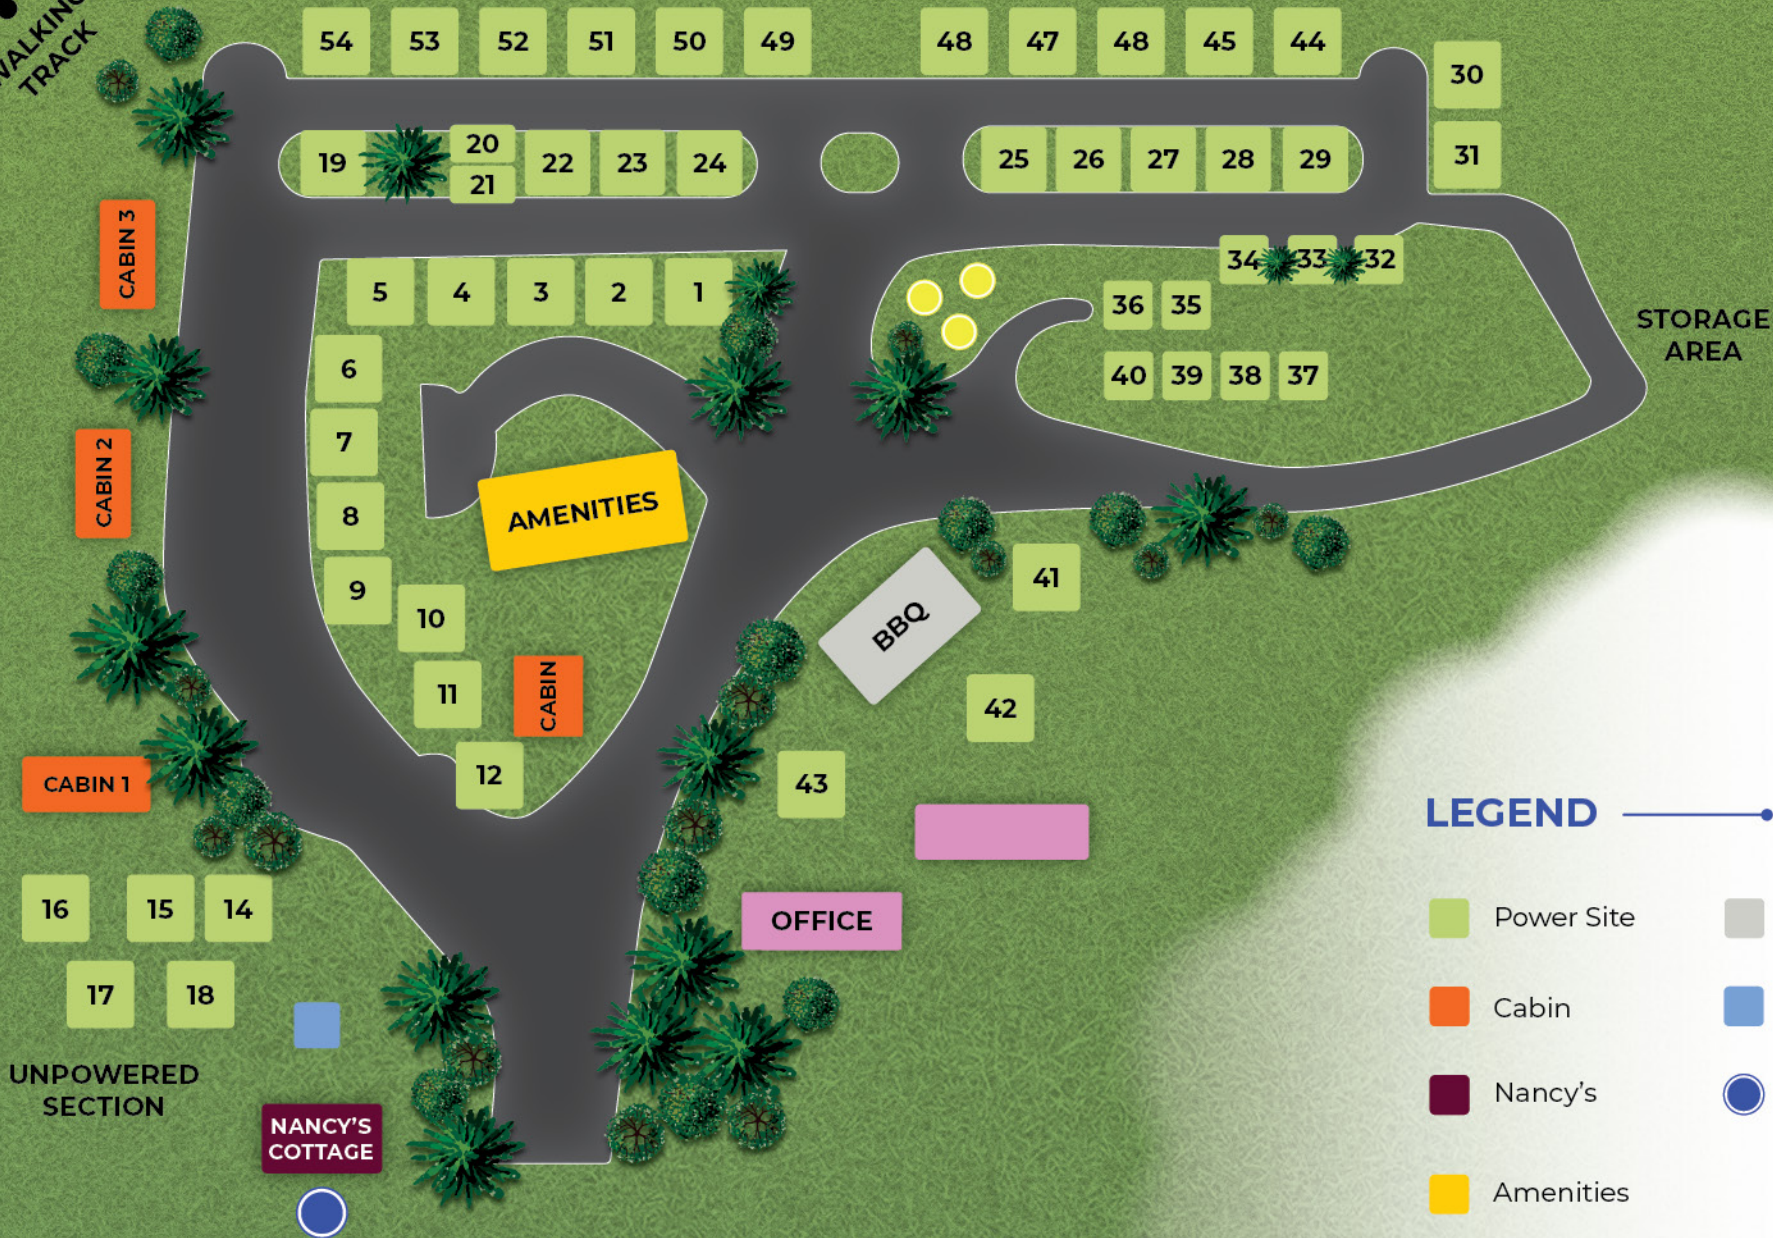 WALKING
TRACK
54 53 52 51 50 49 48 47 48 45 44
30
31
19 20 22 23 24 25 26 27 28 29
21
CABIN 3
5 4 3 2 1
34 33 32
36 35
STORAGE
AREA
6
40 39 38 37
7
CABIN 2
8
AMENITIES
9
10
41
BBQ
11
CABIN
42
12
43
CABIN 1
LEGEND
16 15 14
OFFICE
Power Site
17 18
Cabin
UNPOWERED
SECTION
NANCY'S
COTTAGE
Nancy's
Amenities